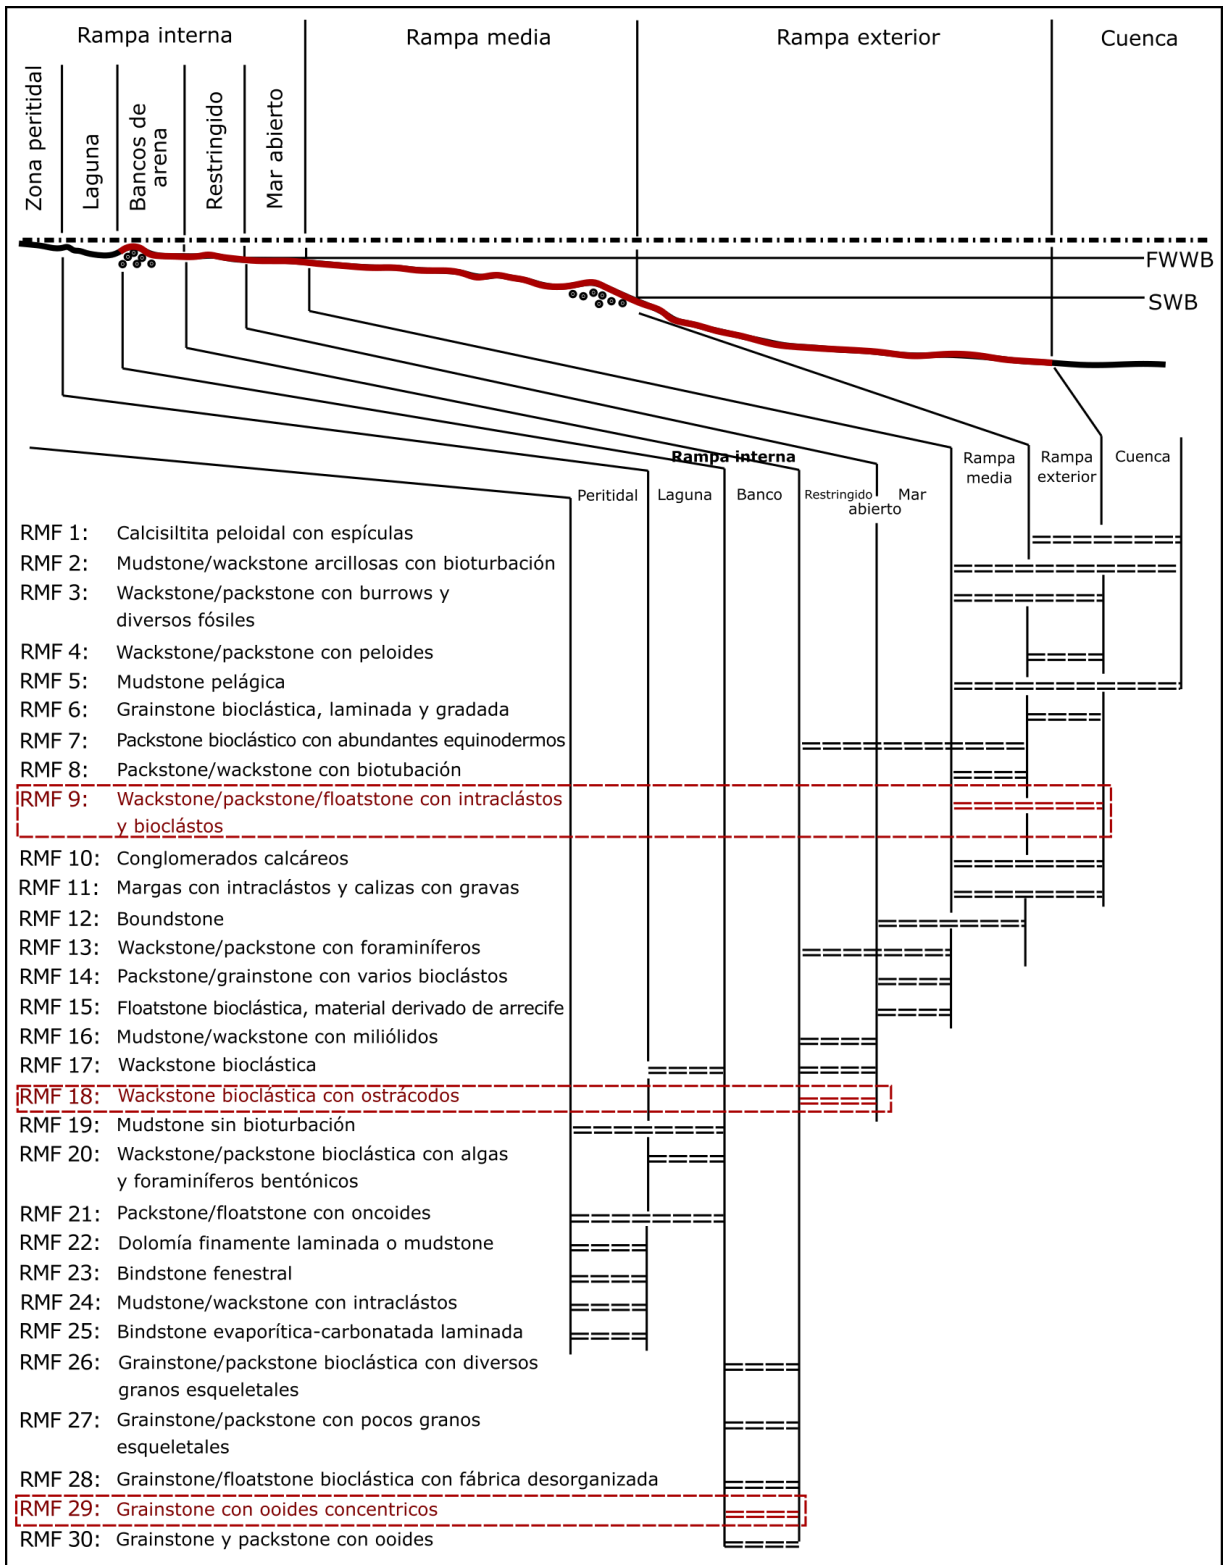 Rampa interna
Rampa media
Rampa exterior
Cuenca
Zona peritidal
Laguna
Bancos de
arena
Restringido
Mar abierto
FWWB
SWB
Rampa interna
Peritidal
Laguna
Banco
Restringido
Mar
abierto
Rampa
media
Rampa
exterior
Cuenca
RMF 1: Calcisiltita peloidal con espículas
RMF 2: Mudstone/wackstone arcillosas con bioturbación
RMF 3: Wackstone/packstone con burrows y
diversos fósiles
RMF 4: Wackstone/packstone con peloides
RMF 5: Mudstone pelágica
RMF 6: Grainstone bioclástica, laminada y gradada
RMF 7: Packstone bioclástico con abundantes equinodermos
RMF 8: Packstone/wackstone con biotubación
RMF 9: Wackstone/packstone/floatstone con intraclástos
y bioclástos
RMF 10: Conglomerados calcáreos
RMF 11: Margas con intraclástos y calizas con gravas
RMF 12: Boundstone
RMF 13: Wackstone/packstone con foraminíferos
RMF 14: Packstone/grainstone con varios bioclástos
RMF 15: Floatstone bioclástica, material derivado de arrecife
RMF 16: Mudstone/wackstone con miliólidos
RMF 17: Wackstone bioclástica
RMF 18: Wackstone bioclástica con ostrácodos
RMF 19: Mudstone sin bioturbación
RMF 20: Wackstone/packstone bioclástica con algas
y foraminíferos bentónicos
RMF 21: Packstone/floatstone con oncoides
RMF 22: Dolomía finamente laminada o mudstone
RMF 23: Bindstone fenestral
RMF 24: Mudstone/wackstone con intraclástos
RMF 25: Bindstone evaporítica-carbonatada laminada
RMF 26: Grainstone/packstone bioclástica con diversos
granos esqueletales
RMF 27: Grainstone/packstone con pocos granos
esqueletales
RMF 28: Grainstone/floatstone bioclástica con fábrica desorganizada
RMF 29: Grainstone con ooides concentricos
RMF 30: Grainstone y packstone con ooides